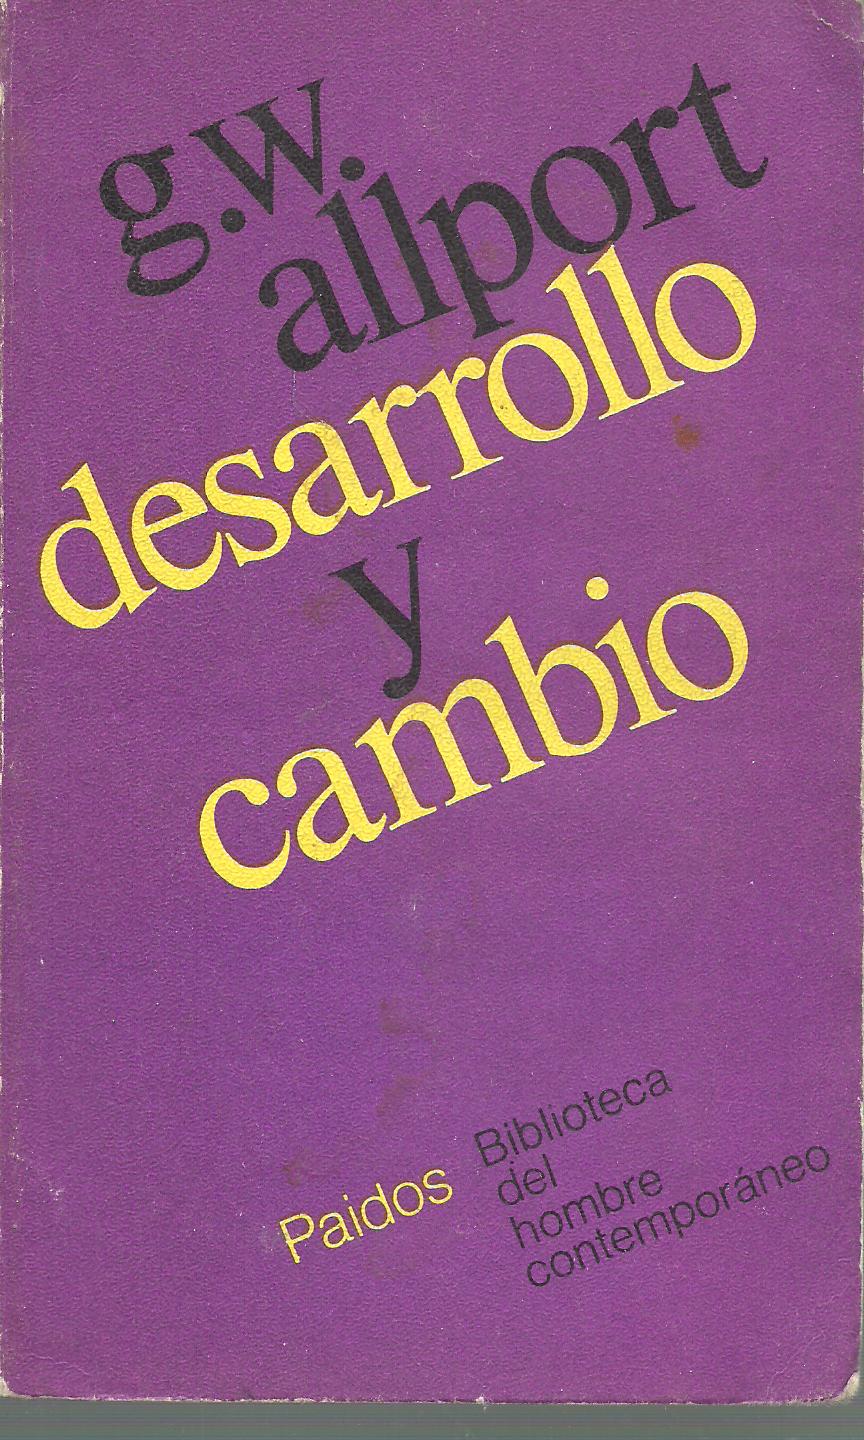 g.w.
allport
desarrollo
y
cambio
Paidos
Biblioteca
del
hombre
contemporáneo